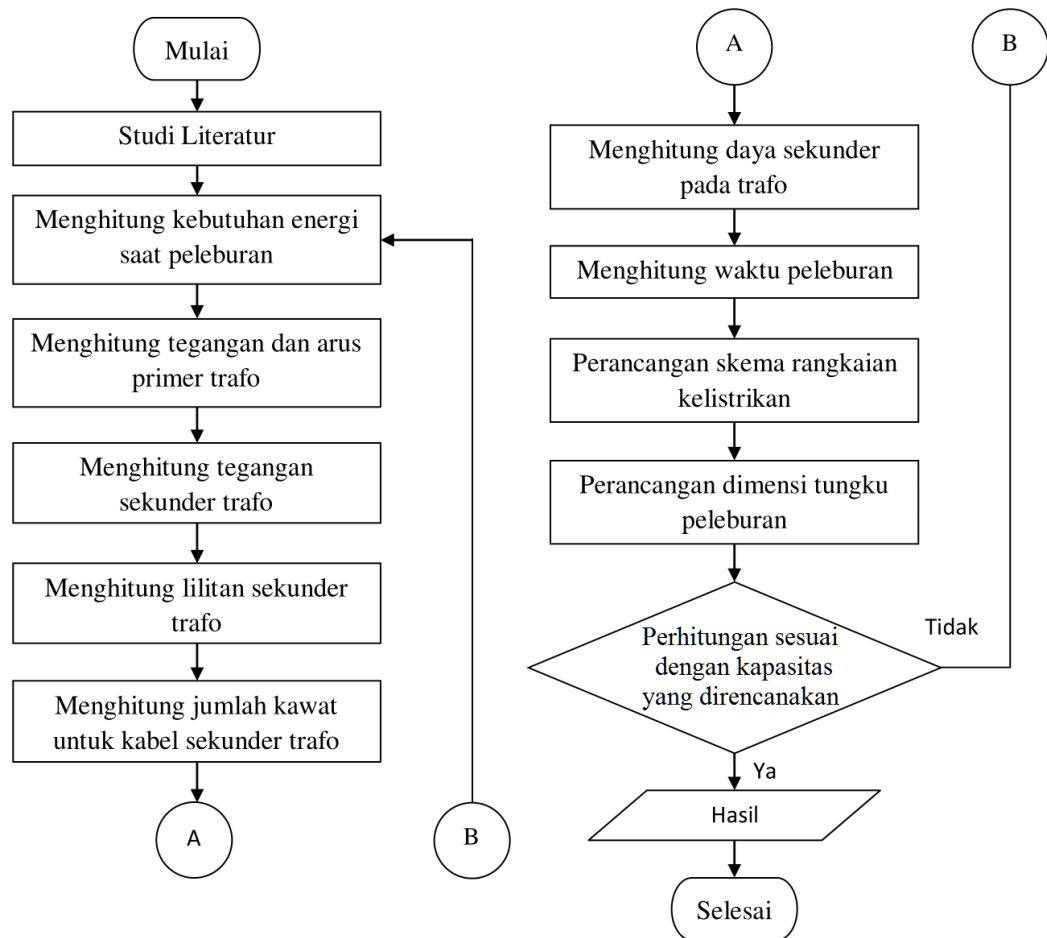 Mulai
Studi Literatur
Menghitung kebutuhan energi
saat peleburan
Menghitung tegangan dan arus
primer trafo
Menghitung tegangan
sekunder trafo
Menghitung lilitan sekunder
trafo
Menghitung jumlah kawat
untuk kabel sekunder trafo
A
B
A
B
Menghitung daya sekunder
pada trafo
Menghitung waktu peleburan
Perancangan skema rangkaian
kelistrikan
Perancangan dimensi tungku
peleburan
Perhitungan sesuai
dengan kapasitas
yang direncanakan
Tidak
Ya
Hasil
Selesai